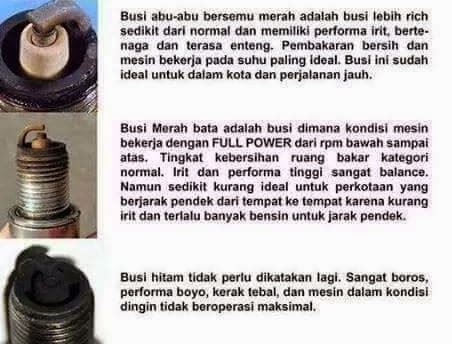 Busi abu-abu bersemu merah adalah busi lebih rich
sedikit dari normal dan memiliki performa irit, berte-
naga dan terasa enteng. Pembakaran bersih dan
mesin bekerja pada suhu paling ideal. Busi ini sudah
ideal untuk dalam kota dan perjalanan jauh.
Busi Merah bata adalah busi dimana kondisi mesin
bekerja dengan FULL POWER dari rpm bawah sampai
atas. Tingkat kebersihan ruang bakar kategori
normal. Irit dan performa tinggi sangat balance.
Namun sedikit kurang ideal untuk perkotaan yang
berjarak pendek dari tempat ke tempat karena kurang
irit dan terlalu banyak bensin untuk jarak pendek.
Busi hitam tidak perlu dikatakan lagi. Sangat boros,
performa boyo, kerak tebal, dan mesin dalam kondisi
dingin tidak beroperasi maksimal.